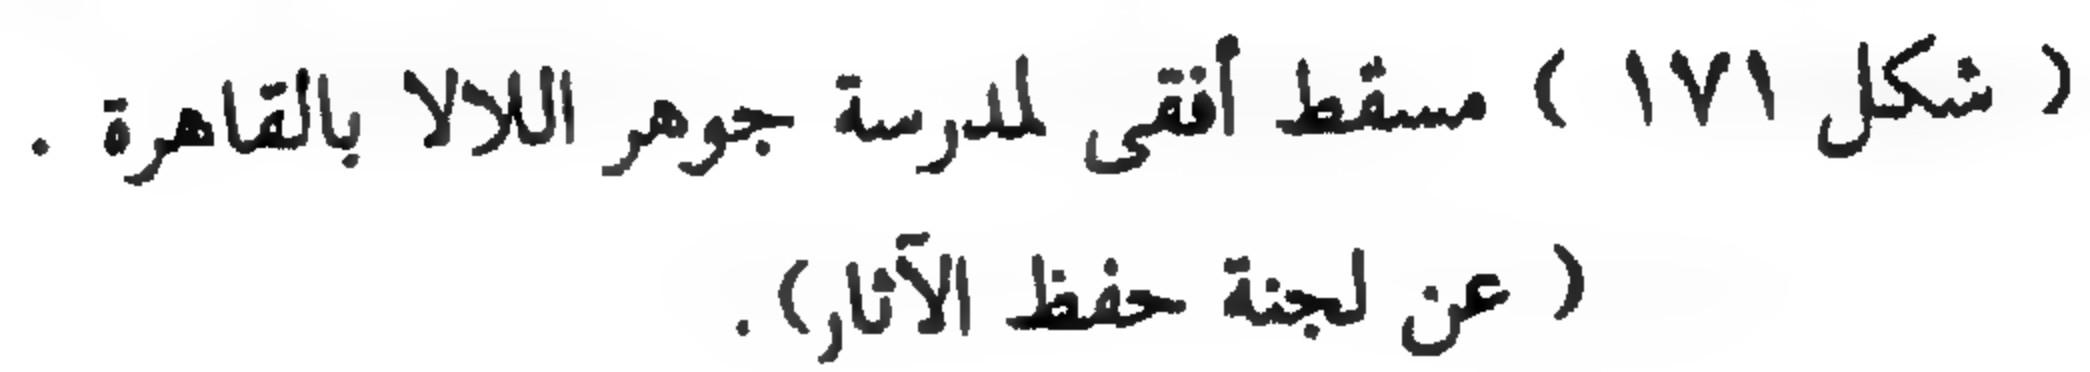 ( شكل ١٧١ ) مسقط أفقى لمدرسة جوهر اللالا بالقاهرة .
( عن لجنة حفظ الآثار) .